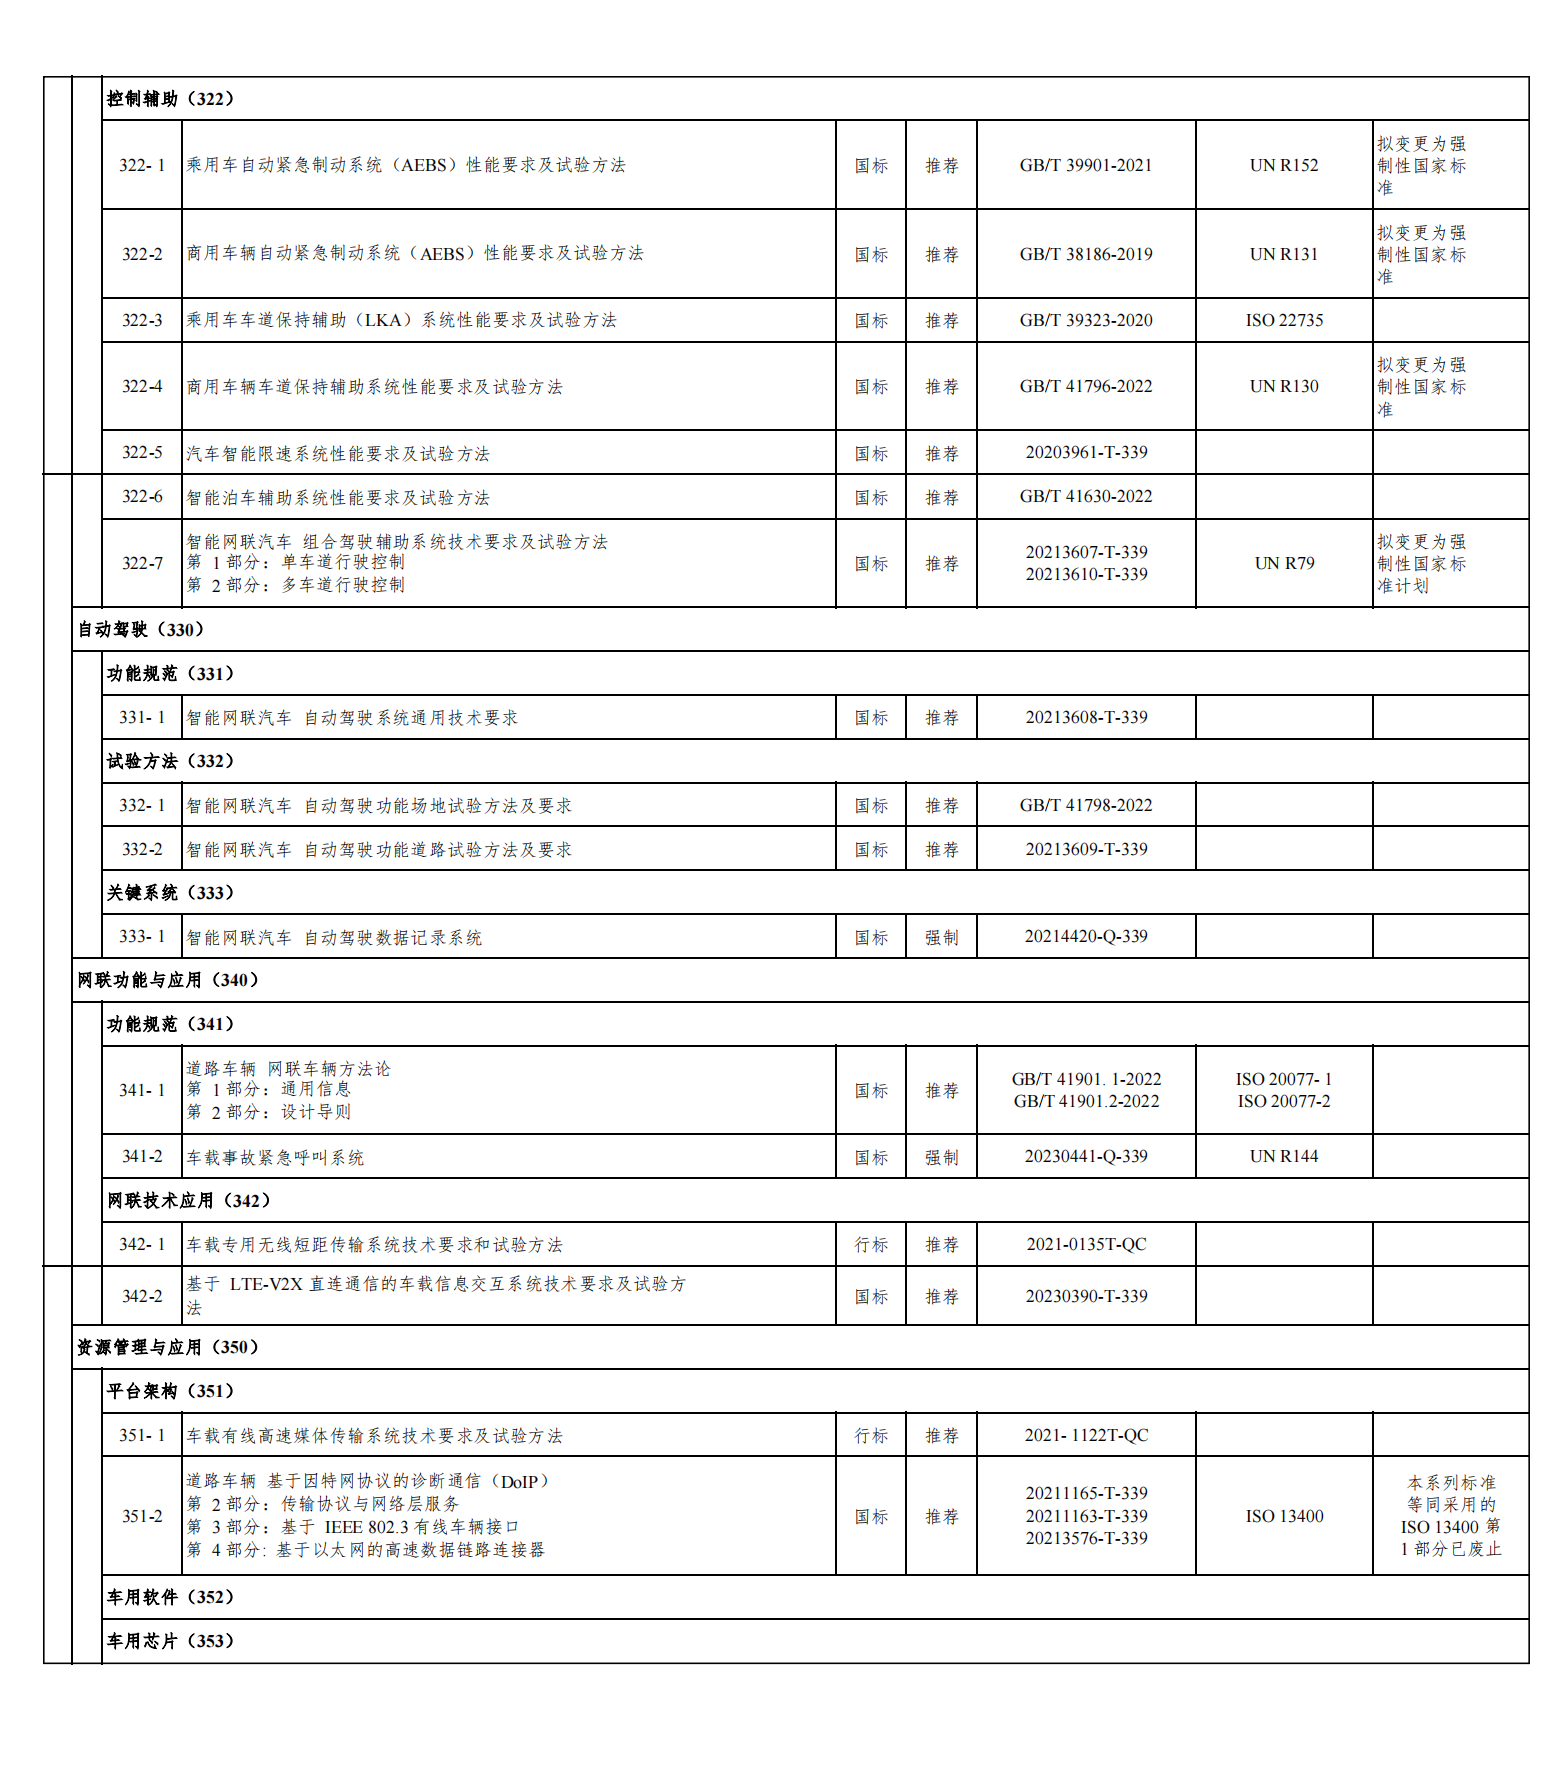 控制辅助（322）
322- 1 乘用车自动紧急制动系统（AEBS）性能要求及试验方法 国标 推荐 GB/T 39901-2021 UN R152 拟变更为强
制性国家标
准
322-2 商用车辆自动紧急制动系统（AEBS）性能要求及试验方法 国标 推荐 GB/T 38186-2019 UN R131 拟变更为强
制性国家标
准
322-3 乘用车车道保持辅助（LKA）系统性能要求及试验方法 国标 推荐 GB/T 39323-2020 ISO 22735
322-4 商用车辆车道保持辅助系统性能要求及试验方法 国标 推荐 GB/T 41796-2022 UN R130 拟变更为强
制性国家标
准
322-5 汽车智能限速系统性能要求及试验方法 国标 推荐 20203961-T-339
322-6 智能泊车辅助系统性能要求及试验方法 国标 推荐 GB/T 41630-2022
322-7 智能网联汽车 组合驾驶辅助系统技术要求及试验方法
第 1 部分：单车道行驶控制
第 2 部分：多车道行驶控制
国标 推荐 20213607-T-339
20213610-T-339
UN R79 拟变更为强
制性国家标
准计划
自动驾驶（330）
功能规范（331）
331- 1 智能网联汽车 自动驾驶系统通用技术要求 国标 推荐 20213608-T-339
试验方法（332）
332- 1 智能网联汽车 自动驾驶功能场地试验方法及要求 国标 推荐 GB/T 41798-2022
332-2 智能网联汽车 自动驾驶功能道路试验方法及要求 国标 推荐 20213609-T-339
关键系统（333）
333- 1 智能网联汽车 自动驾驶数据记录系统 国标 强制 20214420-Q-339
网联功能与应用（340）
功能规范（341）
341- 1 道路车辆 网联车辆方法论
第 1 部分：通用信息
第 2 部分：设计导则
国标 推荐 GB/T 41901. 1-2022
GB/T 41901.2-2022
ISO 20077- 1
ISO 20077-2
341-2 车载事故紧急呼叫系统 国标 强制 20230441-Q-339 UN R144
网联技术应用（342）
342- 1 车载专用无线短距传输系统技术要求和试验方法 行标 推荐 2021-0135T-QC
342-2 基于 LTE-V2X 直连通信的车载信息交互系统技术要求及试验方
法
国标 推荐 20230390-T-339
资源管理与应用（350）
平台架构（351）
351- 1 车载有线高速媒体传输系统技术要求及试验方法 行标 推荐 2021- 1122T-QC
351-2 道路车辆 基于因特网协议的诊断通信（DoIP）
第 2 部分：传输协议与网络层服务
第 3 部分：基于 IEEE 802.3 有线车辆接口
第 4 部分: 基于以太网的高速数据链路连接器
国标 推荐 20211165-T-339
20211163-T-339
20213576-T-339
ISO 13400 本系列标准
等同采用的
ISO 13400 第
1 部分已废止
车用软件（352）
车用芯片（353）